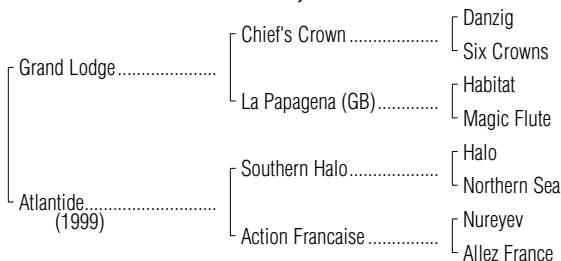 Danzig
Chief's Crown
Six Crowns
Grand Lodge
Habitat
La Papagena (GB)
Magic Flute
Halo
Southern Halo
Northern Sea
Atlantide
(1999)
Nureyev
Action Francaise
Allez France